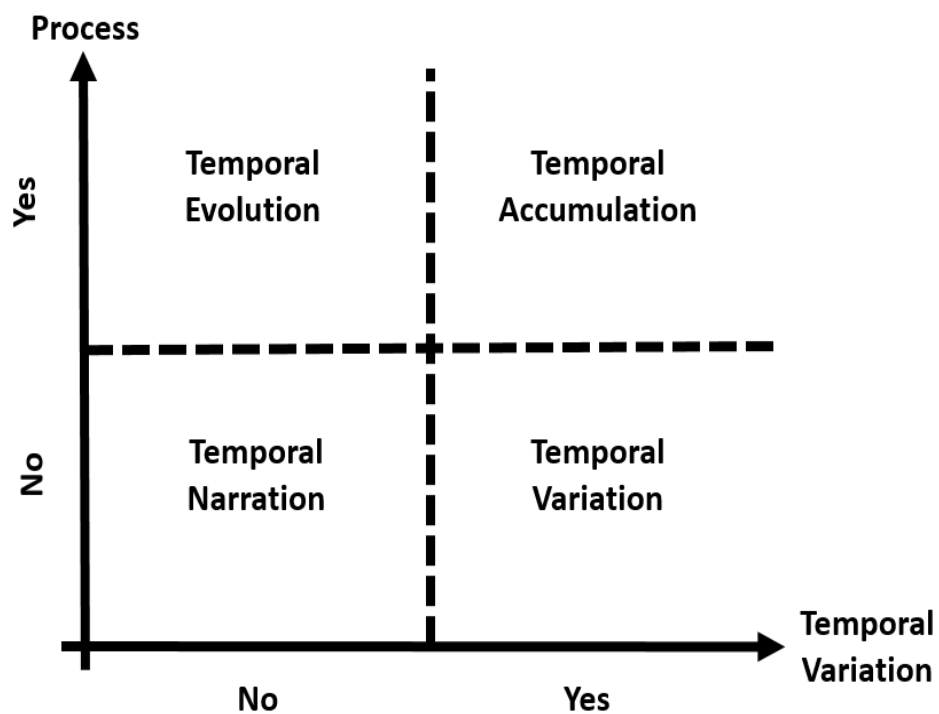 Process
Yes
Temporal
Evolution
Temporal
Accumulation
No
Temporal
Narration
Temporal
Variation
Temporal
Variation
No
Yes